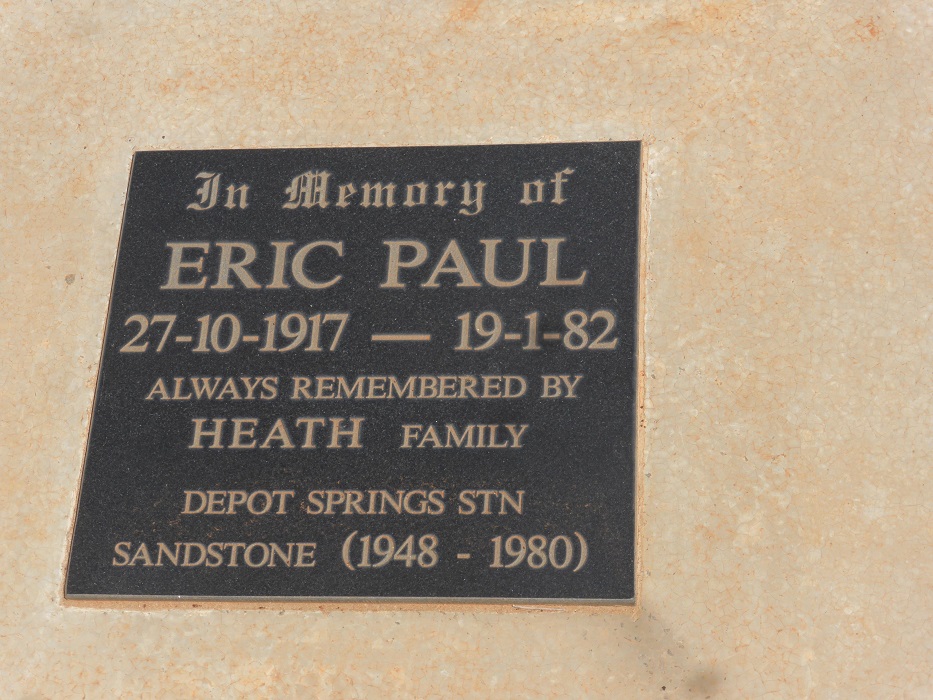 In Memory of
ERIC PAUL
27-10-1917 — 19-1-82
ALWAYS REMEMBERED BY
HEATH FAMILY
DEPOT SPRINGS STN
SANDSTONE (1948 - 1980)